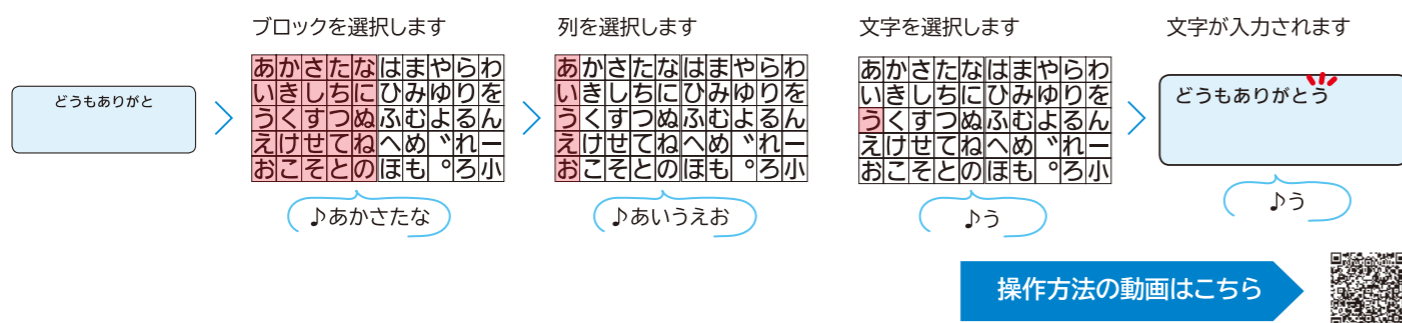 どうもありがと
ブロックを選択します
あかさたなはまやらわ
いきしちにひみゆりを
うくすつぬふむよるん
えけせてねへめ〝れー
おこそとのほも゜ろ小
♪あかさたな
列を選択します
あかさたなはまやらわ
いきしちにひみゆりを
うくすつぬふむよるん
えけせてねへめ〝れー
おこそとのほも゜ろ小
♪あいうえお
文字を選択します
あかさたなはまやらわ
いきしちにひみゆりを
うくすつぬふむよるん
えけせてねへめ〝れー
おこそとのほも゜ろ小
♪う
文字が入力されます
どうもありがとう
♪う
操作方法の動画はこちら